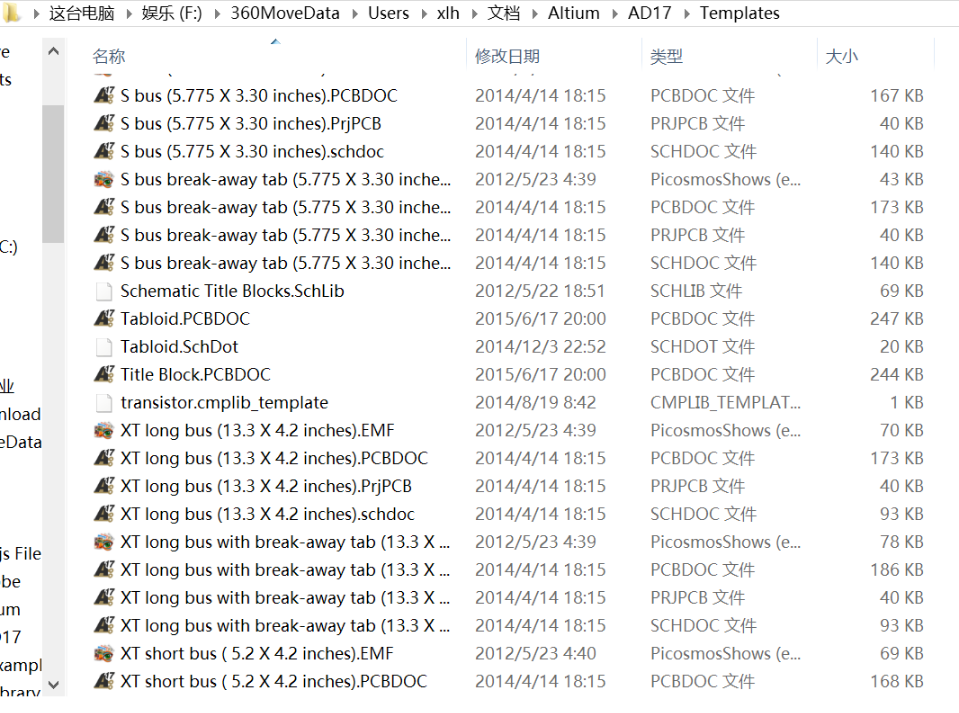 这台电脑 娱乐 (F:) 360MoveData Users xlh 文档 Altium AD17 Templates
名称 修改日期 类型 大小
S bus (5.775 X 3.30 inches).PCBDOC 2014/4/14 18:15 PCBDOC 文件 167 KB
S bus (5.775 X 3.30 inches).PrjPCB 2014/4/14 18:15 PRJPCB 文件 40 KB
S bus (5.775 X 3.30 inches).schdoc 2014/4/14 18:15 SCHDOC 文件 140 KB
S bus break-away tab (5.775 X 3.30 inche... 2012/5/23 4:39 PicosmosShows (e... 43 KB
S bus break-away tab (5.775 X 3.30 inche... 2014/4/14 18:15 PCBDOC 文件 173 KB
S bus break-away tab (5.775 X 3.30 inche... 2014/4/14 18:15 PRJPCB 文件 40 KB
S bus break-away tab (5.775 X 3.30 inche... 2014/4/14 18:15 SCHDOC 文件 140 KB
Schematic Title Blocks.SchLib 2012/5/22 18:51 SCHLIB 文件 69 KB
Tabloid.PCBDOC 2015/6/17 20:00 PCBDOC 文件 247 KB
Tabloid.SchDot 2014/12/3 22:52 SCHDOT 文件 20 KB
Title Block.PCBDOC 2015/6/17 20:00 PCBDOC 文件 244 KB
transistor.cmplib_template 2014/8/19 8:42 CMPLIB_TEMPLAT... 1 KB
XT long bus (13.3 X 4.2 inches).EMF 2012/5/23 4:39 PicosmosShows (e... 70 KB
XT long bus (13.3 X 4.2 inches).PCBDOC 2014/4/14 18:15 PCBDOC 文件 173 KB
XT long bus (13.3 X 4.2 inches).PrjPCB 2014/4/14 18:15 PRJPCB 文件 40 KB
XT long bus (13.3 X 4.2 inches).schdoc 2014/4/14 18:15 SCHDOC 文件 93 KB
XT long bus with break-away tab (13.3 X ... 2012/5/23 4:39 PicosmosShows (e... 78 KB
XT long bus with break-away tab (13.3 X ... 2014/4/14 18:15 PCBDOC 文件 186 KB
XT long bus with break-away tab (13.3 X ... 2014/4/14 18:15 PRJPCB 文件 40 KB
XT long bus with break-away tab (13.3 X ... 2014/4/14 18:15 SCHDOC 文件 93 KB
XT short bus ( 5.2 X 4.2 inches).EMF 2012/5/23 4:40 PicosmosShows (e... 69 KB
XT short bus ( 5.2 X 4.2 inches).PCBDOC 2014/4/14 18:15 PCBDOC 文件 168 KB
ts
C:)
业
nload
eData
js File
obe
um
017
xampl